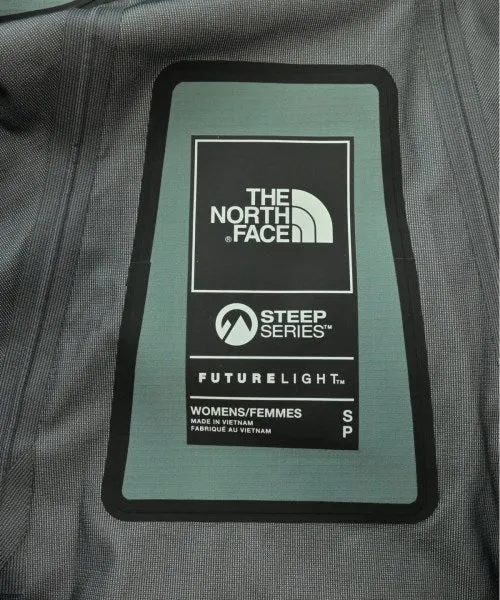 THE
NORTH
®FACE
STEEP
SERIES™
FUTURELIGHT™
WOMENS/FEMMES S
MADE IN VIETNAM
FABRIQUÉ AU VIETNAM P